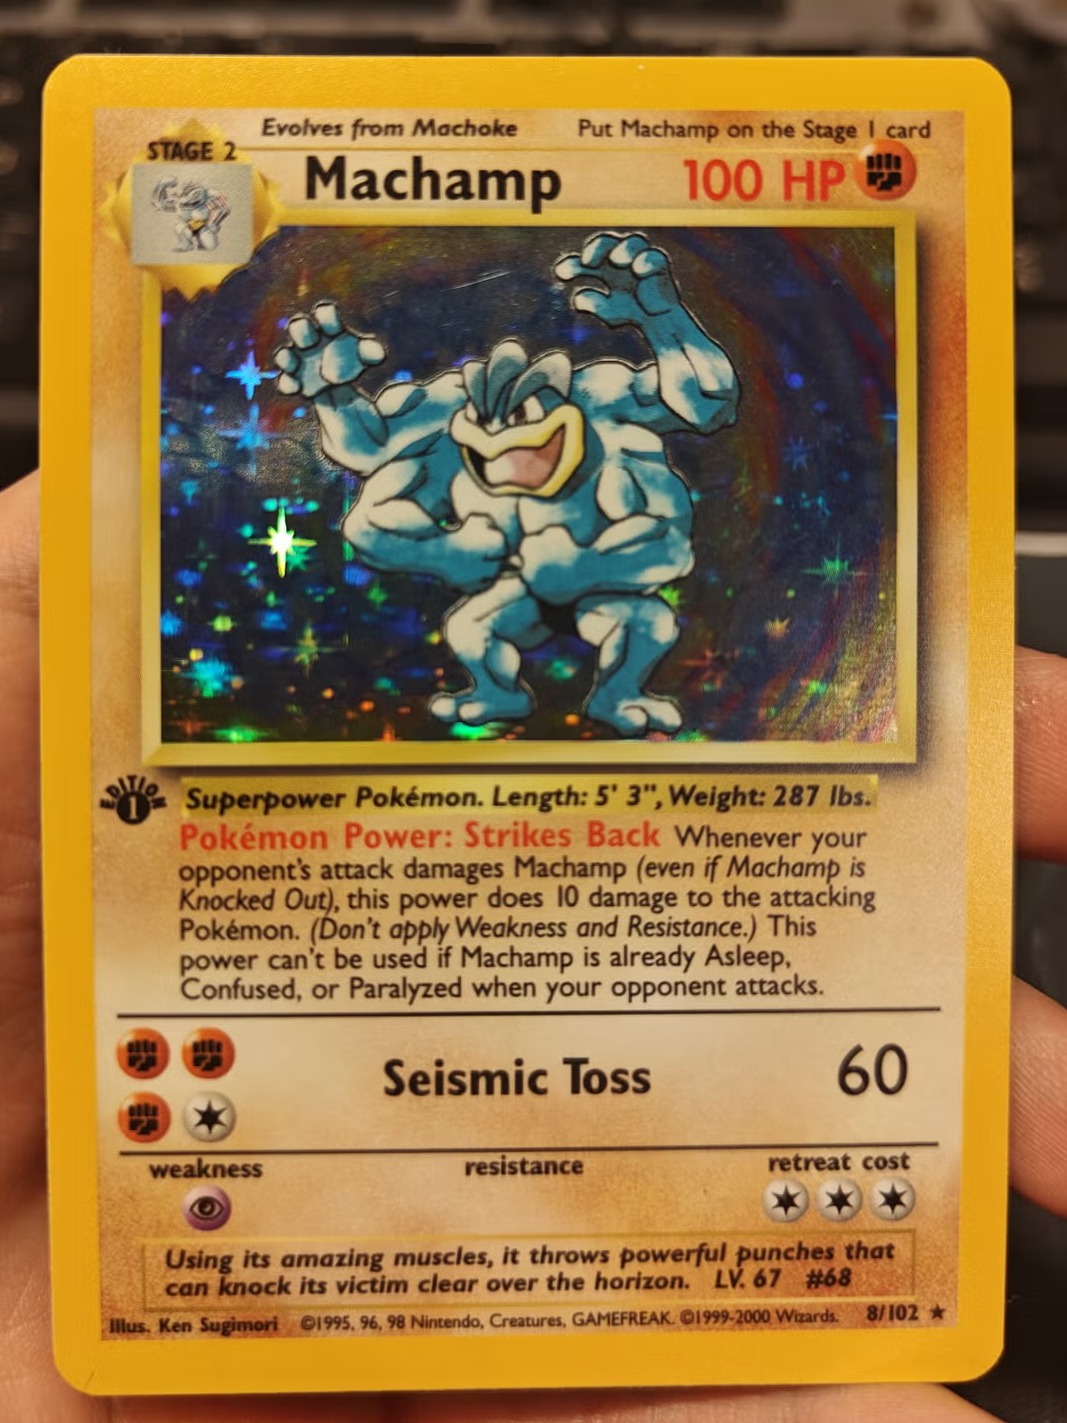 Evolves from Machoke Put Machamp on the Stage 1 card
STAGE 2
Machamp 100 HP
EDITION
1
Superpower Pokémon. Length: 5' 3", Weight: 287 lbs.
Pokémon Power: Strikes Back Whenever your
opponent's attack damages Machamp (even if Machamp is
Knocked Out), this power does 10 damage to the attacking
Pokémon. (Don't apply Weakness and Resistance.) This
power can't be used if Machamp is already Asleep,
Confused, or Paralyzed when your opponent attacks.
Seismic Toss 60
weakness resistance retreat cost
Using its amazing muscles, it throws powerful punches that
can knock its victim clear over the horizon. LV. 67 #68
Illus. Ken Sugimori ©1995, 96, 98 Nintendo, Creatures, GAMEFREAK. ©1999-2000 Wizards. 8/102 ★